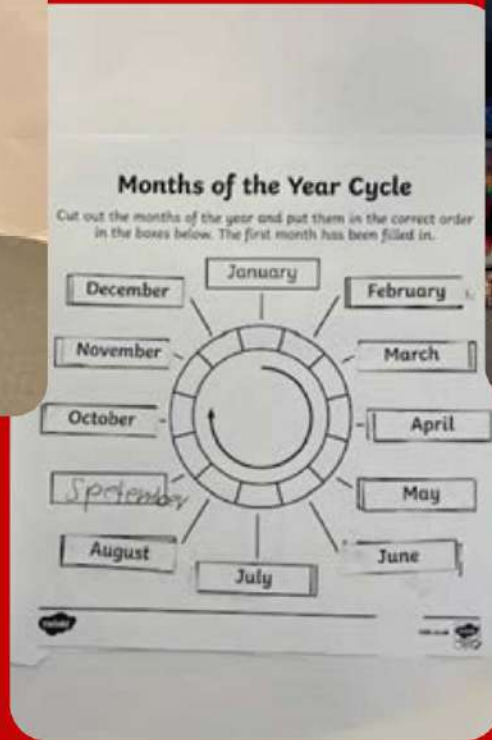 Months of the Year Cycle
Cut out the months of the year and put them in the correct order
in the boxes below. The first month has been filled in.
January
December
February
November
March
October
April
Spetember
May
August
June
July